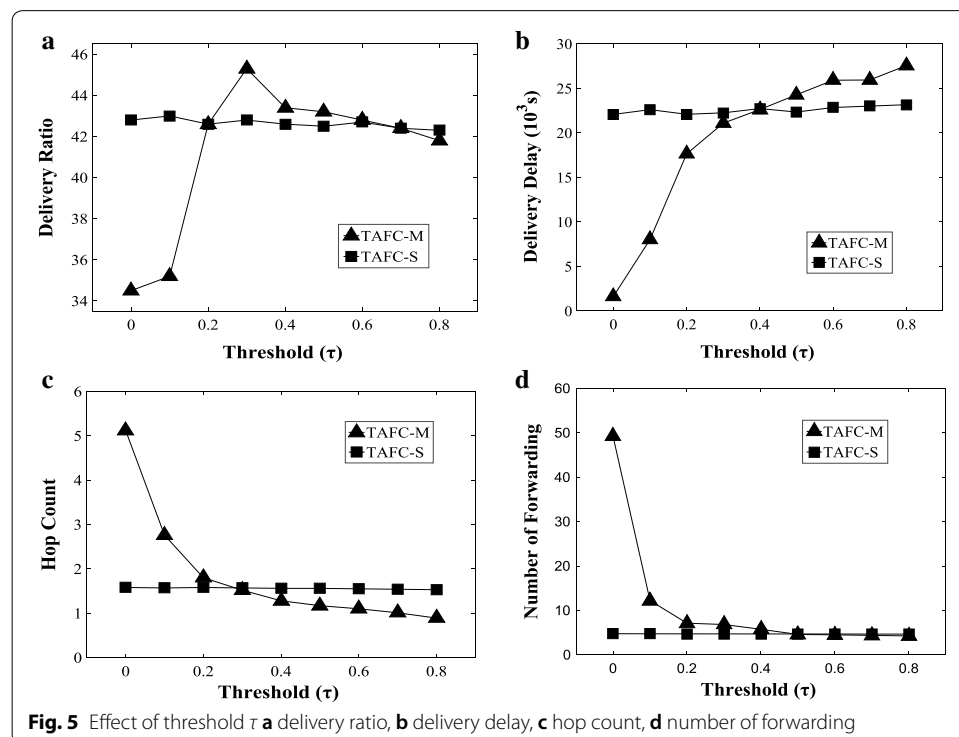 a
46
44
42
40
38
36
34
Delivery Ratio
TAFC-M
TAFC-S
0 0.2 0.4 0.6 0.8
Threshold (τ)
b
30
25
20
15
10
5
0
Delivery Delay (10³s)
TAFC-M
TAFC-S
0 0.2 0.4 0.6 0.8
Threshold (τ)
c
6
5
4
3
2
1
0
Hop Count
TAFC-M
TAFC-S
0 0.2 0.4 0.6 0.8
Threshold (τ)
d
60
50
40
30
20
10
0
Number of Forwarding
TAFC-M
TAFC-S
0 0.2 0.4 0.6 0.8
Threshold (τ)
Fig. 5 Effect of threshold τ a delivery ratio, b delivery delay, c hop count, d number of forwarding